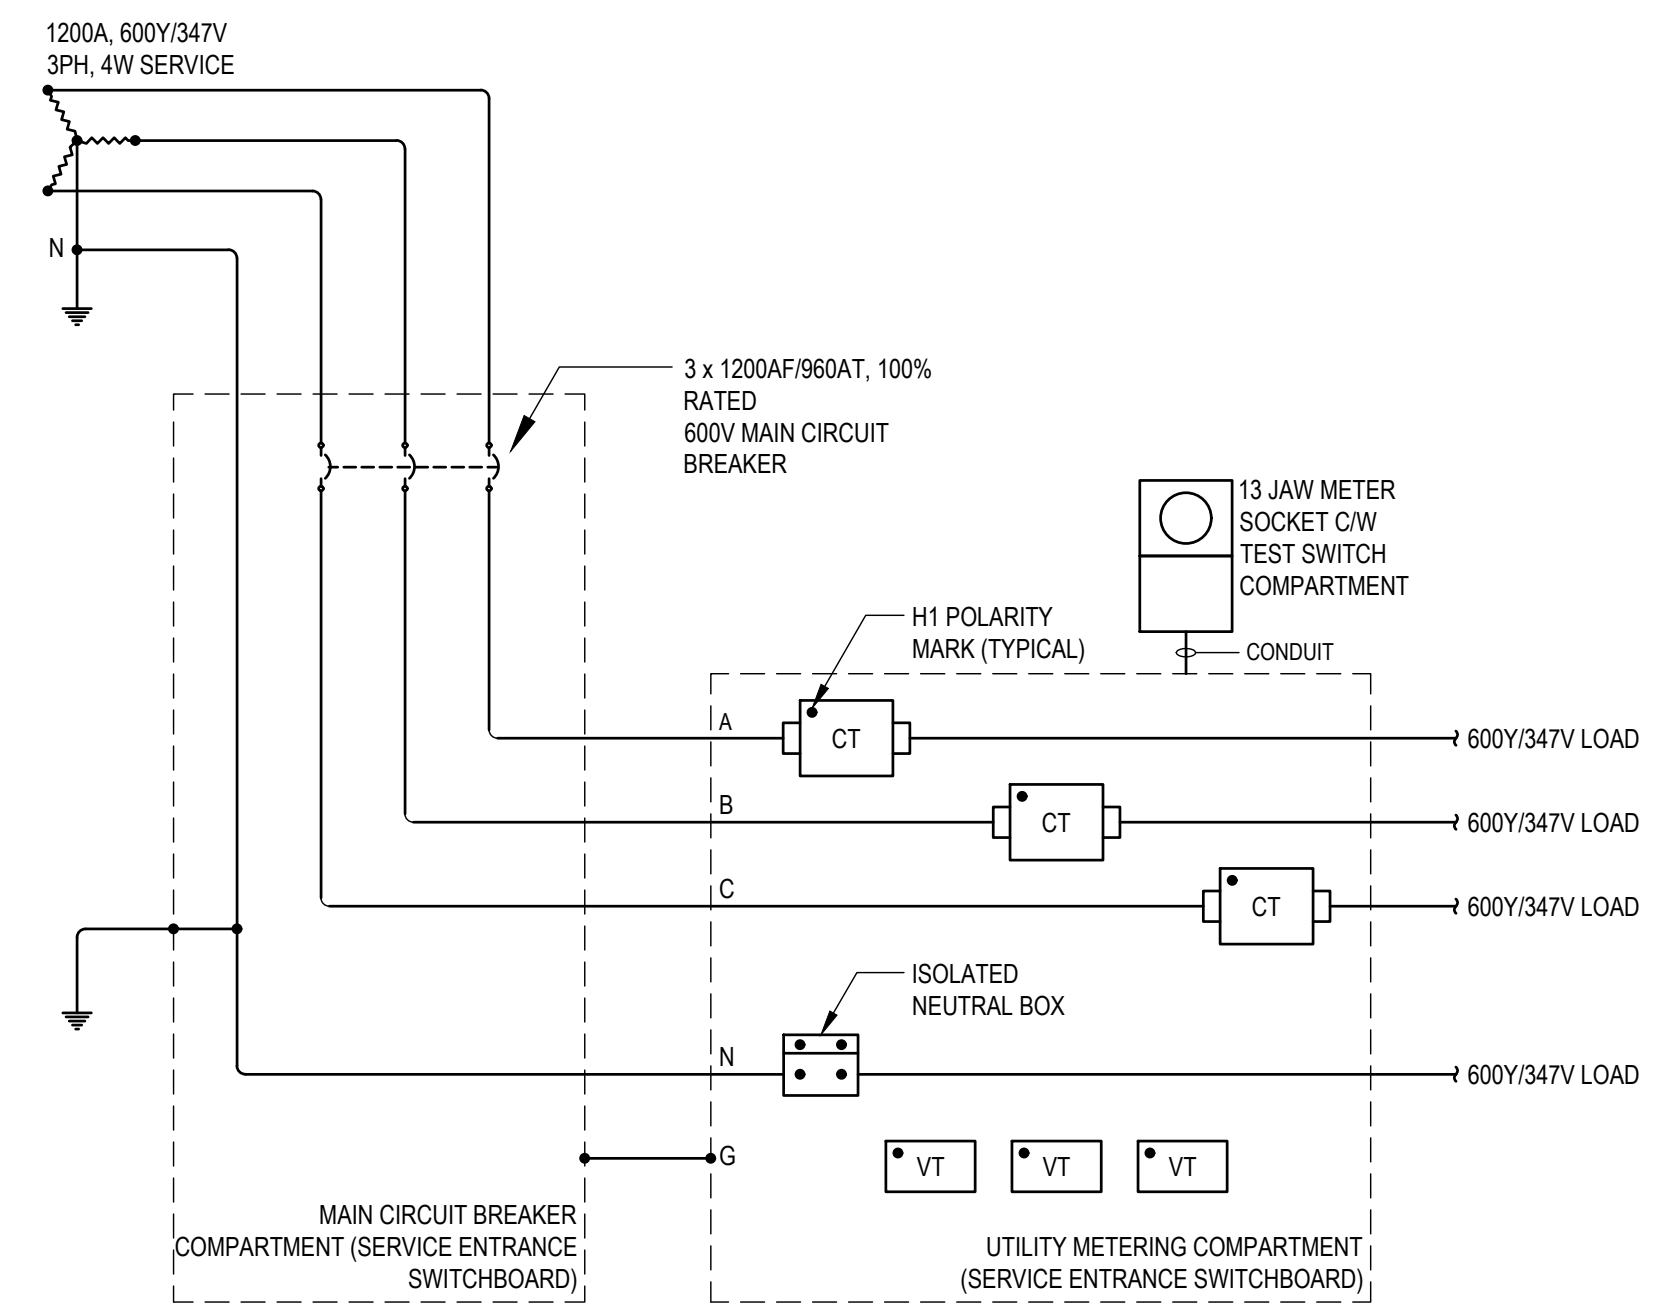 1200A, 600Y/347V
3PH, 4W SERVICE
N
3 x 1200AF/960AT, 100%
RATED
600V MAIN CIRCUIT
BREAKER
13 JAW METER
SOCKET C/W
TEST SWITCH
COMPARTMENT
H1 POLARITY
MARK (TYPICAL)
CONDUIT
A
CT
600Y/347V LOAD
B
CT
600Y/347V LOAD
C
CT
600Y/347V LOAD
ISOLATED
NEUTRAL BOX
N
600Y/347V LOAD
G
VT
VT
VT
MAIN CIRCUIT BREAKER
COMPARTMENT (SERVICE ENTRANCE
SWITCHBOARD)
UTILITY METERING COMPARTMENT
(SERVICE ENTRANCE SWITCHBOARD)